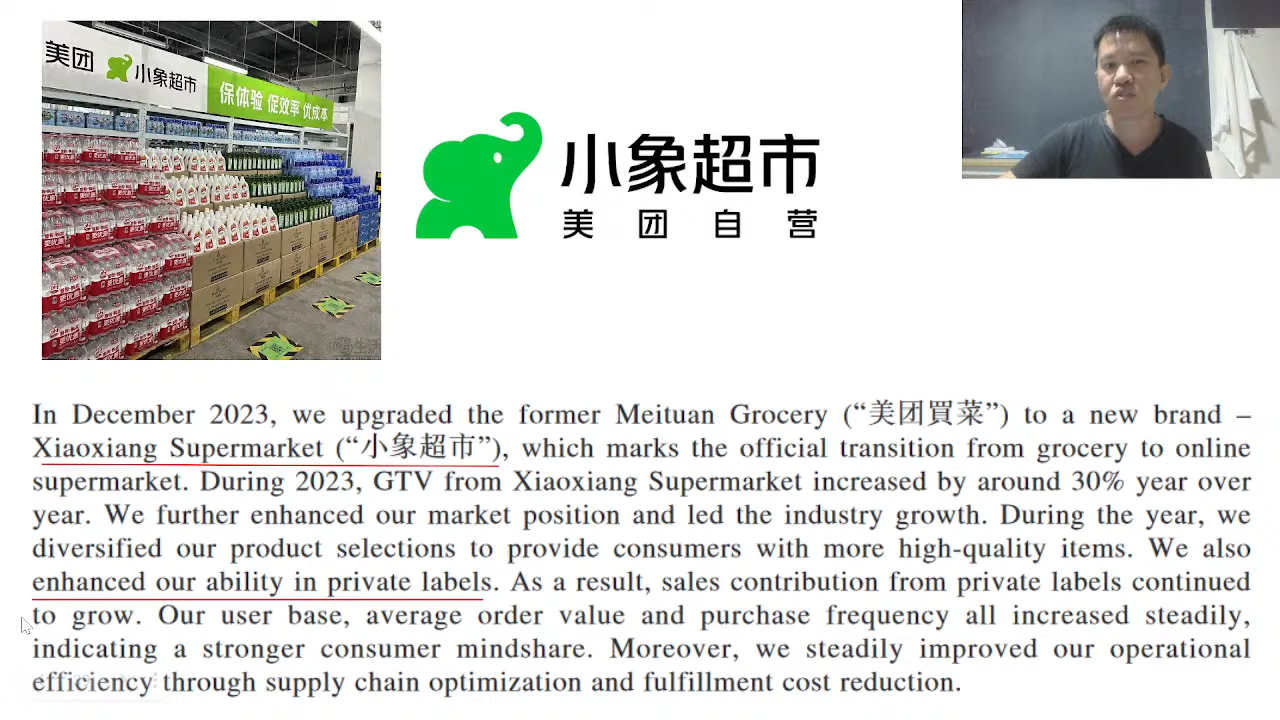 美团 小象超市 保体验 促效率 优成本
小象超市
美团自营
In December 2023, we upgraded the former Meituan Grocery (“美团買菜”) to a new brand –
Xiaoxiang Supermarket (“小象超市”), which marks the official transition from grocery to online
supermarket. During 2023, GTV from Xiaoxiang Supermarket increased by around 30% year over
year. We further enhanced our market position and led the industry growth. During the year, we
diversified our product selections to provide consumers with more high-quality items. We also
enhanced our ability in private labels. As a result, sales contribution from private labels continued
to grow. Our user base, average order value and purchase frequency all increased steadily,
indicating a stronger consumer mindshare. Moreover, we steadily improved our operational
efficiency through supply chain optimization and fulfillment cost reduction.